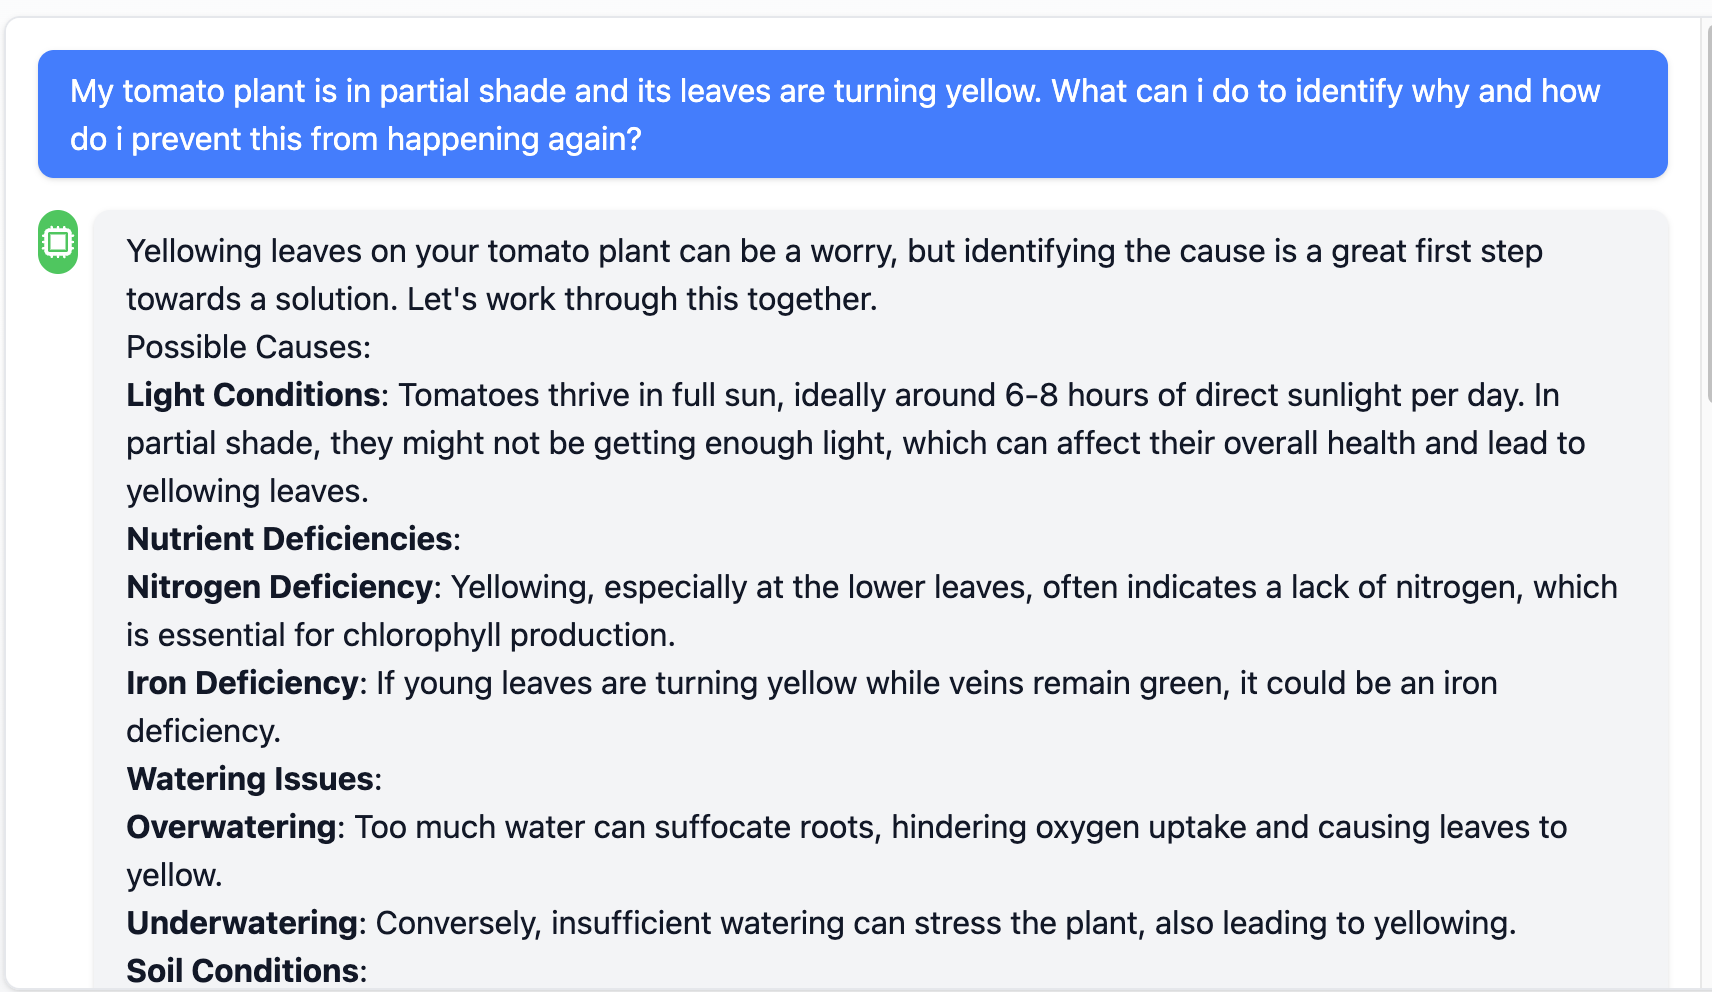 My tomato plant is in partial shade and its leaves are turning yellow. What can i do to identify why and how
do i prevent this from happening again?
Yellowing leaves on your tomato plant can be a worry, but identifying the cause is a great first step
towards a solution. Let's work through this together.
Possible Causes:
Light Conditions: Tomatoes thrive in full sun, ideally around 6-8 hours of direct sunlight per day. In
partial shade, they might not be getting enough light, which can affect their overall health and lead to
yellowing leaves.
Nutrient Deficiencies:
Nitrogen Deficiency: Yellowing, especially at the lower leaves, often indicates a lack of nitrogen, which
is essential for chlorophyll production.
Iron Deficiency: If young leaves are turning yellow while veins remain green, it could be an iron
deficiency.
Watering Issues:
Overwatering: Too much water can suffocate roots, hindering oxygen uptake and causing leaves to
yellow.
Underwatering: Conversely, insufficient watering can stress the plant, also leading to yellowing.
Soil Conditions: